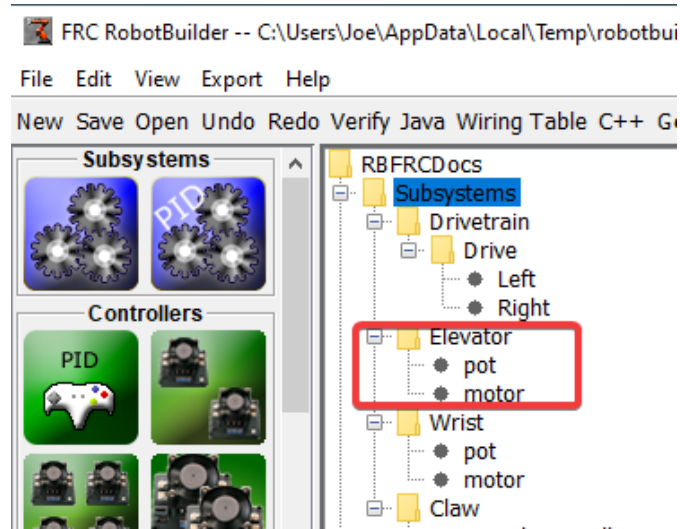 FRC RobotBuilder -- C:\Users\Joe\AppData\Local\Temp\robotbui
File Edit View Export Help
New Save Open Undo Redo Verify Java Wiring Table C++
Subsystems
PID
Controllers
PID
RBFRCDocs
Subsystems
Drivetrain
Drive
Left
Right
Elevator
pot
motor
Wrist
pot
motor
Claw